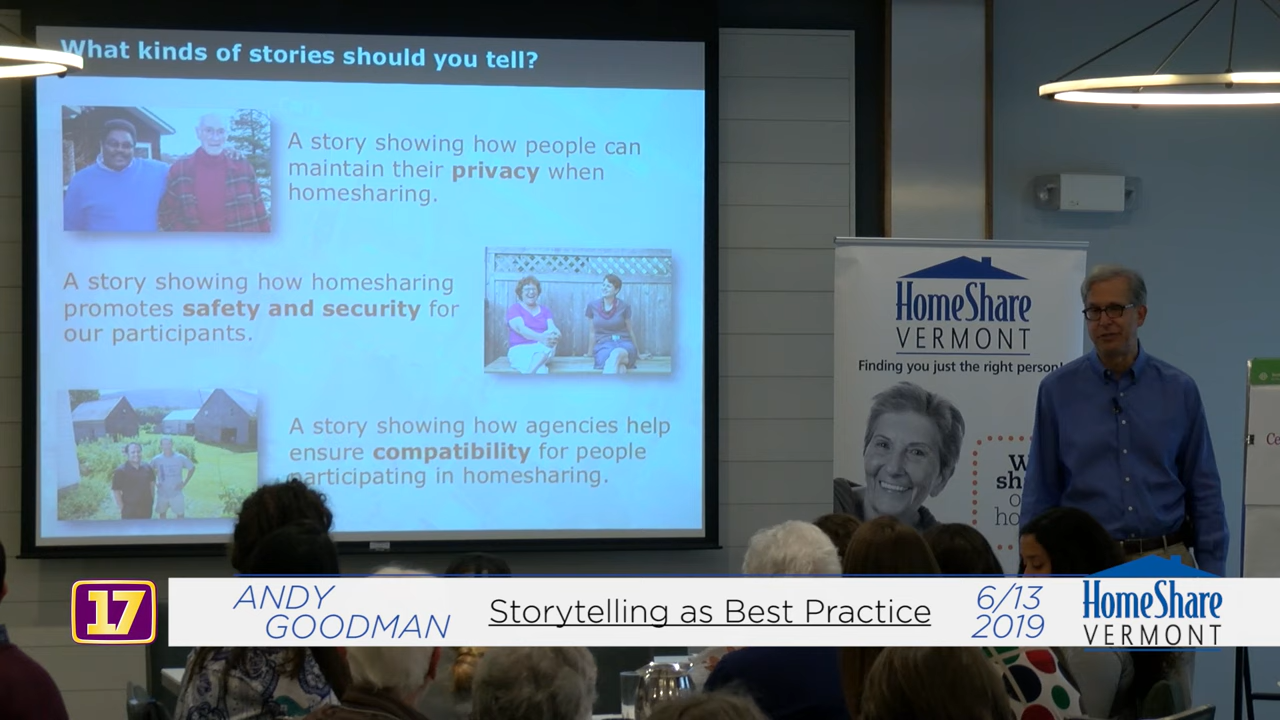 What kinds of stories should you tell?
A story showing how people can
maintain their privacy when
homesharing.
A story showing how homesharing
promotes safety and security for
our participants.
A story showing how agencies help
ensure compatibility for people
participating in homesharing.
HomeShare
VERMONT
Finding you just the right person!
17
ANDY
GOODMAN
Storytelling as Best Practice
6/13
2019
HomeShare
VERMONT